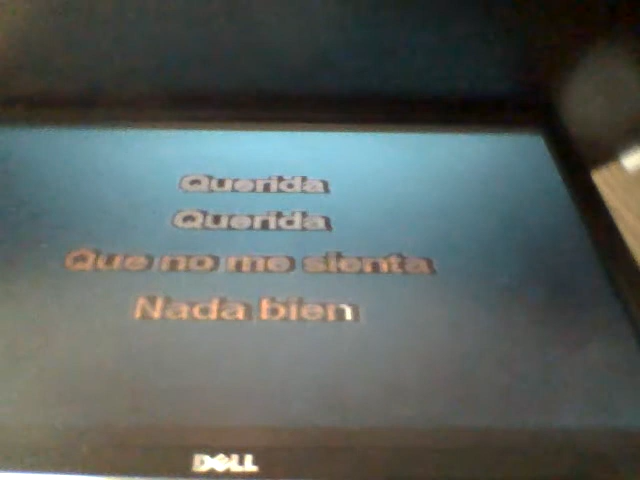 Querida
Querida
Que no me sienta
Nada bien
DELL